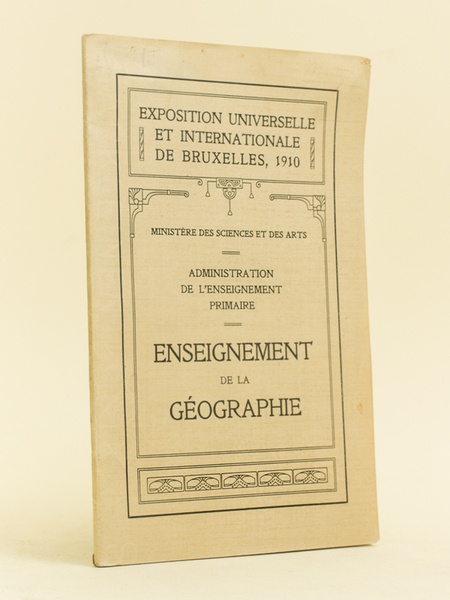 EXPOSITION UNIVERSELLE
ET INTERNATIONALE
DE BRUXELLES, 1910
MINISTÈRE DES SCIENCES ET DES ARTS
ADMINISTRATION
DE L'ENSEIGNEMENT
PRIMAIRE
ENSEIGNEMENT
DE LA
GÉOGRAPHIE